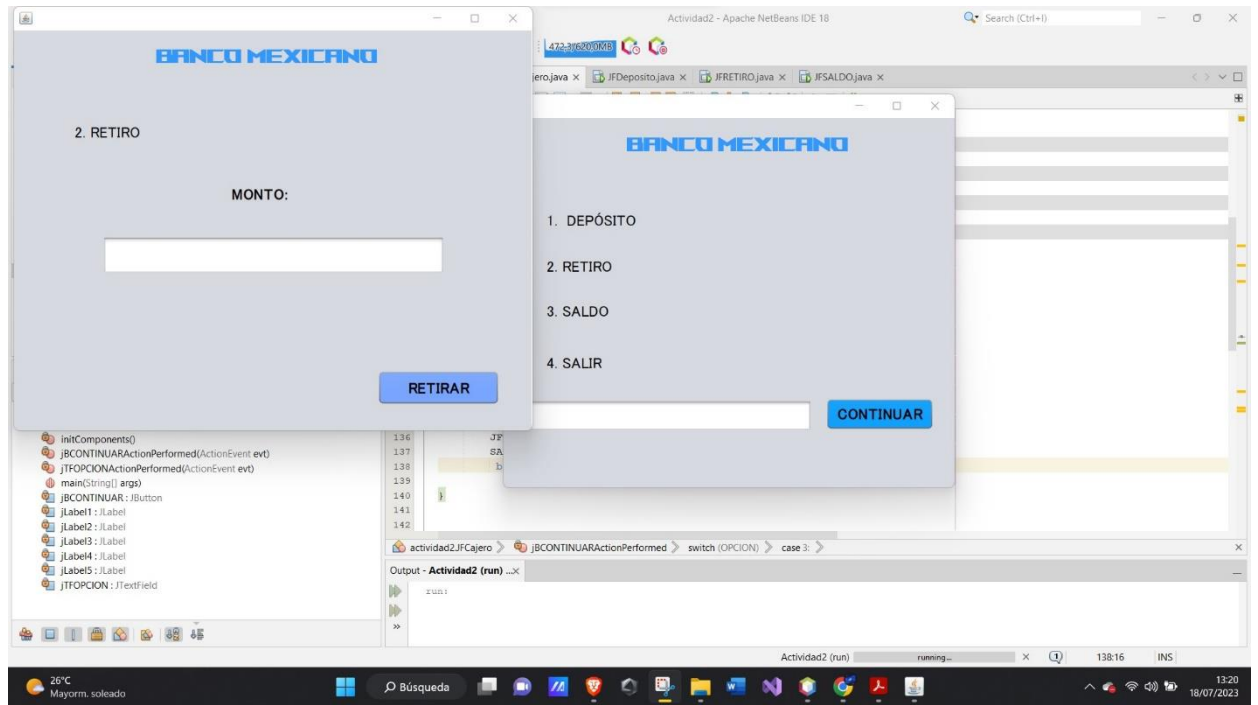 Actividad2 - Apache NetBeans IDE 18
Search (Ctrl+I)
BANCO MEXICANO
2. RETIRO
MONTO:
RETIRAR
ero.java × JFDeposito.java × JFRETIRO.java × JFSALDO.java ×
BANCO MEXICANO
1. DEPÓSITO
2. RETIRO
3. SALDO
4. SALIR
CONTINUAR
initComponents()
jBCONTINUARActionPerformed(ActionEvent evt)
jTFOPCIONActionPerformed(ActionEvent evt)
main(String[] args)
jBCONTINUAR : JButton
jLabel1 : JLabel
jLabel2 : JLabel
jLabel3 : JLabel
jLabel4 : JLabel
jLabel5 : JLabel
jTFOPCION : JTextField
136 JF
137 SA
138 b
139
140 }
141
142
actividad2.JFCajero jBCONTINUARActionPerformed switch (OPCION) case 3:
Output - Actividad2 (run) ...×
run:
Actividad2 (run) running... 138:16 INS
26°C
Mayorm. soleado
Búsqueda
13:20
18/07/2023